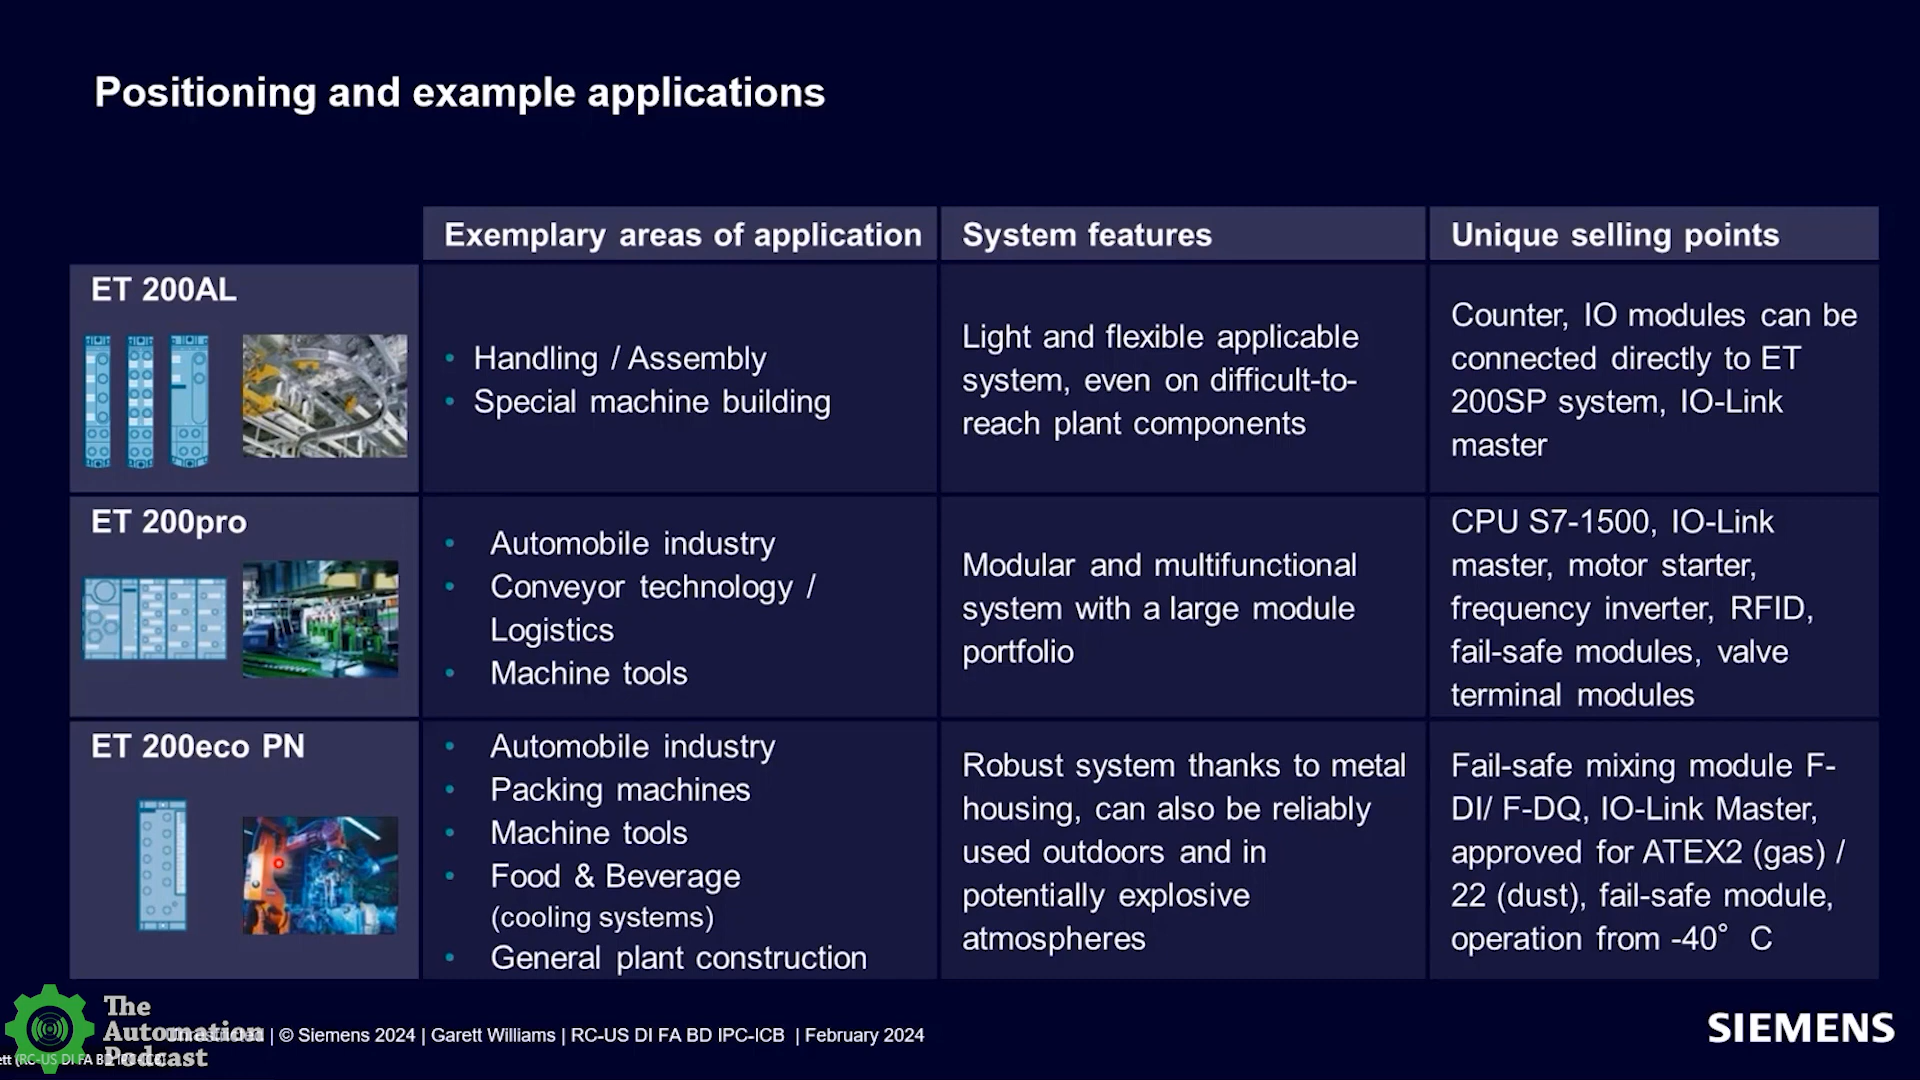 Positioning and example applications
Exemplary areas of application
System features
Unique selling points
ET 200AL
• Handling / Assembly
• Special machine building
Light and flexible applicable
system, even on difficult-to-
reach plant components
Counter, IO modules can be
connected directly to ET
200SP system, IO-Link
master
ET 200pro
• Automobile industry
• Conveyor technology /
Logistics
• Machine tools
Modular and multifunctional
system with a large module
portfolio
CPU S7-1500, IO-Link
master, motor starter,
frequency inverter, RFID,
fail-safe modules, valve
terminal modules
ET 200eco PN
• Automobile industry
• Packing machines
• Machine tools
• Food & Beverage
(cooling systems)
• General plant construction
Robust system thanks to metal
housing, can also be reliably
used outdoors and in
potentially explosive
atmospheres
Fail-safe mixing module F-
DI/ F-DQ, IO-Link Master,
approved for ATEX2 (gas) /
22 (dust), fail-safe module,
operation from -40° C
The
Automation
Podcast
| © Siemens 2024 | Garett Williams | RC-US DI FA BD IPC-ICB | February 2024
SIEMENS